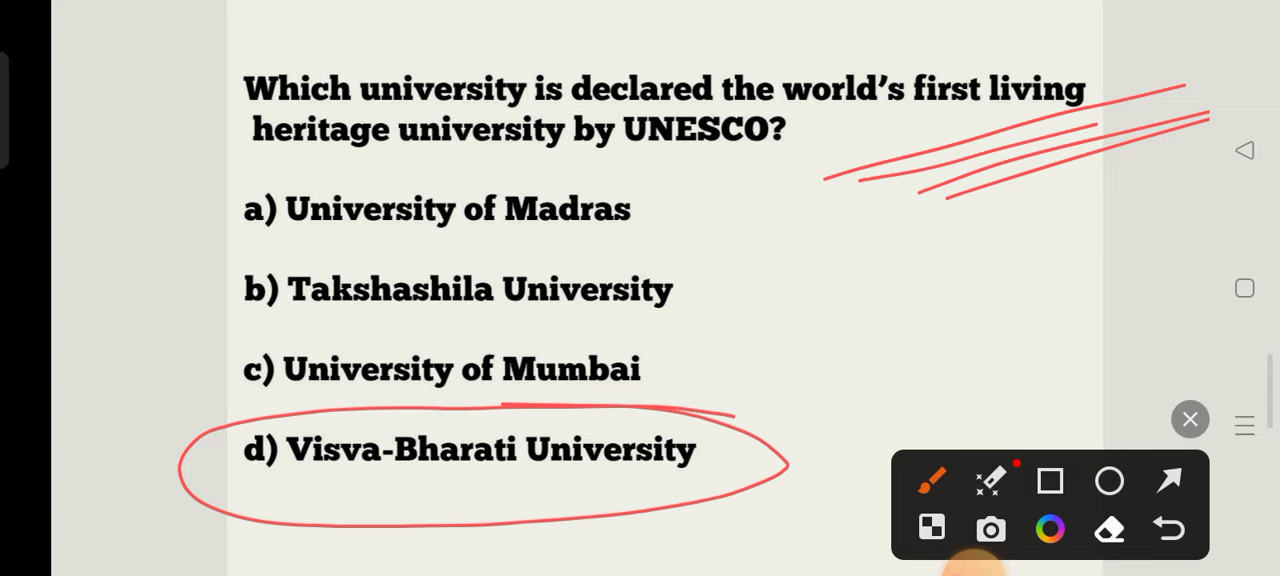 Which university is declared the world's first living
heritage university by UNESCO?
a) University of Madras
b) Takshashila University
c) University of Mumbai
d) Visva-Bharati University